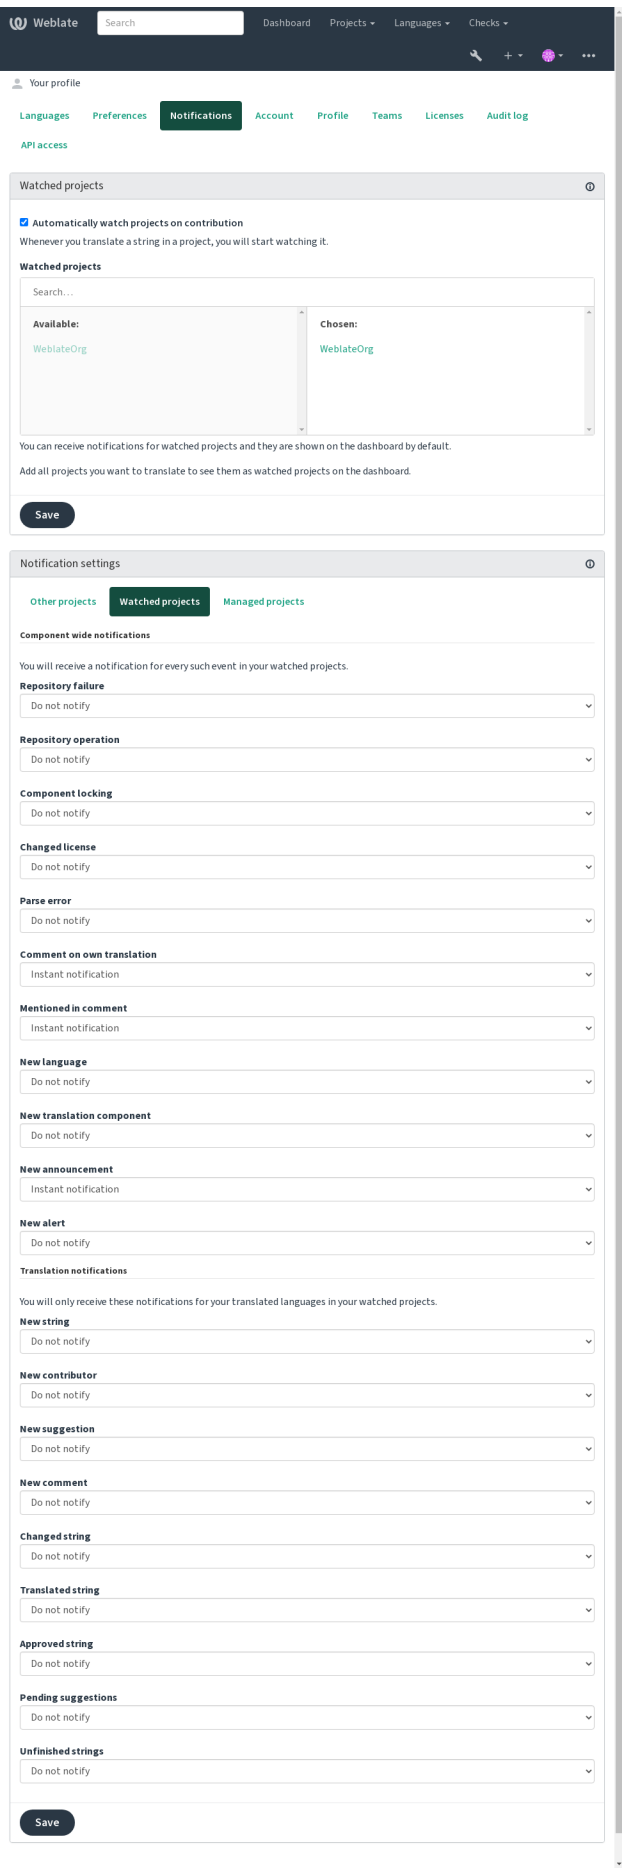 Weblate Search Dashboard Projects Languages Checks
Your profile
Languages Preferences Notifications Account Profile Teams Licenses Audit log
API access
Watched projects
Automatically watch projects on contribution
Whenever you translate a string in a project, you will start watching it.
Watched projects
Search…
Available: Chosen:
WeblateOrg WeblateOrg
You can receive notifications for watched projects and they are shown on the dashboard by default.
Add all projects you want to translate to see them as watched projects on the dashboard.
Save
Notification settings
Other projects Watched projects Managed projects
Component wide notifications
You will receive a notification for every such event in your watched projects.
Repository failure
Do not notify
Repository operation
Do not notify
Component locking
Do not notify
Changed license
Do not notify
Parse error
Do not notify
Comment on own translation
Instant notification
Mentioned in comment
Instant notification
New language
Do not notify
New translation component
Do not notify
New announcement
Instant notification
New alert
Do not notify
Translation notifications
You will only receive these notifications for your translated languages in your watched projects.
New string
Do not notify
New contributor
Do not notify
New suggestion
Do not notify
New comment
Do not notify
Changed string
Do not notify
Translated string
Do not notify
Approved string
Do not notify
Pending suggestions
Do not notify
Unfinished strings
Do not notify
Save